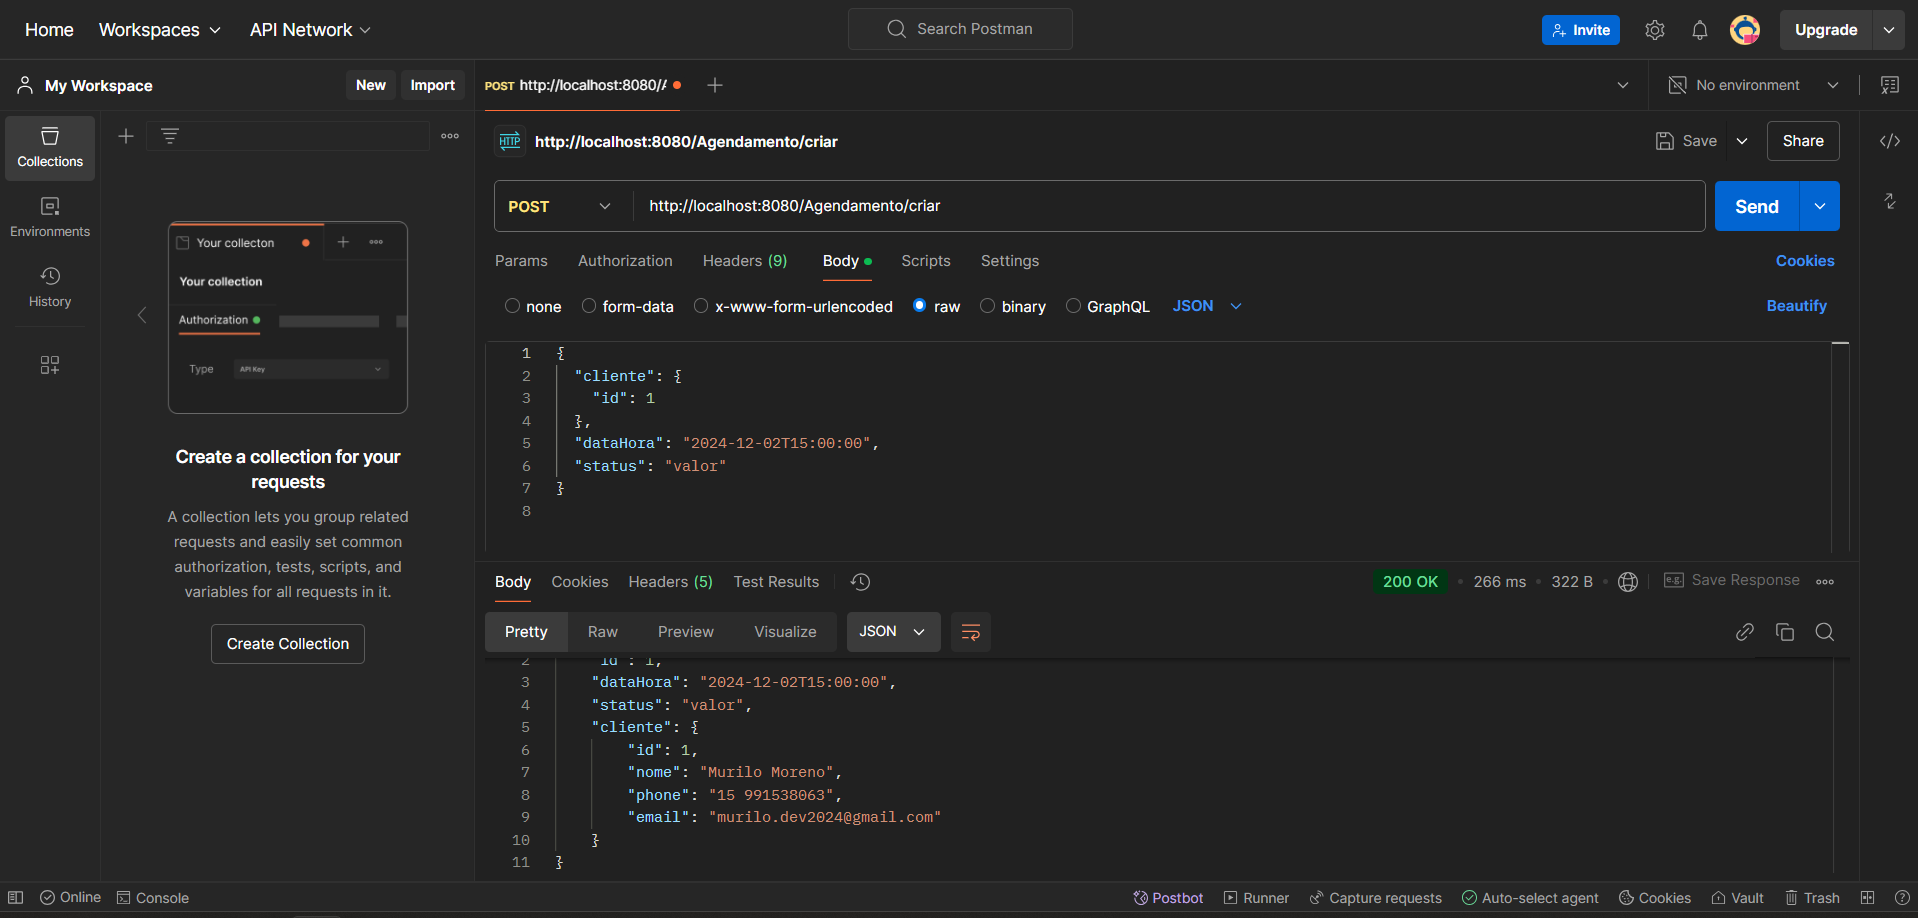 Home Workspaces API Network Search Postman Invite Upgrade
My Workspace New Import POST http://localhost:8080/A No environment
Collections
Environments
History
Your collecton
Your collection
Authorization
Type API Key
Create a collection for your
requests
A collection lets you group related
requests and easily set common
authorization, tests, scripts, and
variables for all requests in it.
Create Collection
HTTP http://localhost:8080/Agendamento/criar Save Share
POST http://localhost:8080/Agendamento/criar Send
Params Authorization Headers (9) Body Scripts Settings Cookies
none form-data x-www-form-urlencoded raw binary GraphQL JSON Beautify
1 {
2 "cliente": {
3 "id": 1
4 },
5 "dataHora": "2024-12-02T15:00:00",
6 "status": "valor"
7 }
8
Body Cookies Headers (5) Test Results 200 OK 266 ms 322 B e.g. Save Response
Pretty Raw Preview Visualize JSON
2 "id": 1,
3 "dataHora": "2024-12-02T15:00:00",
4 "status": "valor",
5 "cliente": {
6 "id": 1,
7 "nome": "Murilo Moreno",
8 "phone": "15 991538063",
9 "email": "murilo.dev2024@gmail.com"
10 }
11 }
Online Console Postbot Runner Capture requests Auto-select agent Cookies Vault Trash